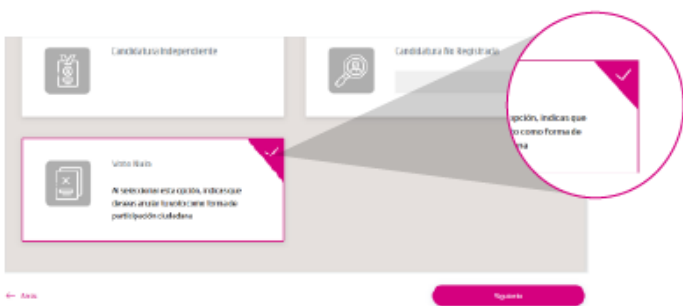 Candidatura Independiente
Candidatura No Registrada
Voto Nulo
Al seleccionar esta opción, indicas que
deseas anular tu voto como forma de
participación ciudadana
opción, indicas que
to como forma de
na
← Atrás
Siguiente